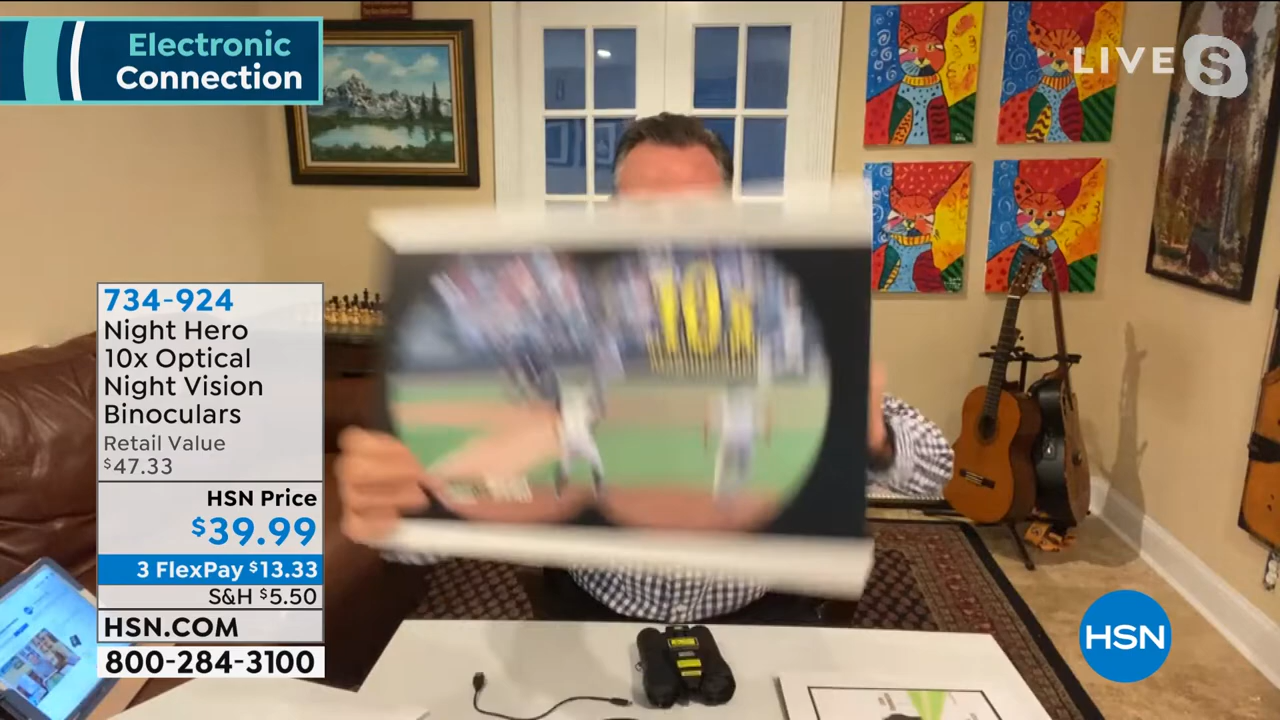 Electronic
Connection
LIVE S
734-924
Night Hero
10x Optical
Night Vision
Binoculars
Retail Value
$47.33
HSN Price
$39.99
3 FlexPay $13.33
S&H $5.50
HSN.COM
800-284-3100
10x
HSN